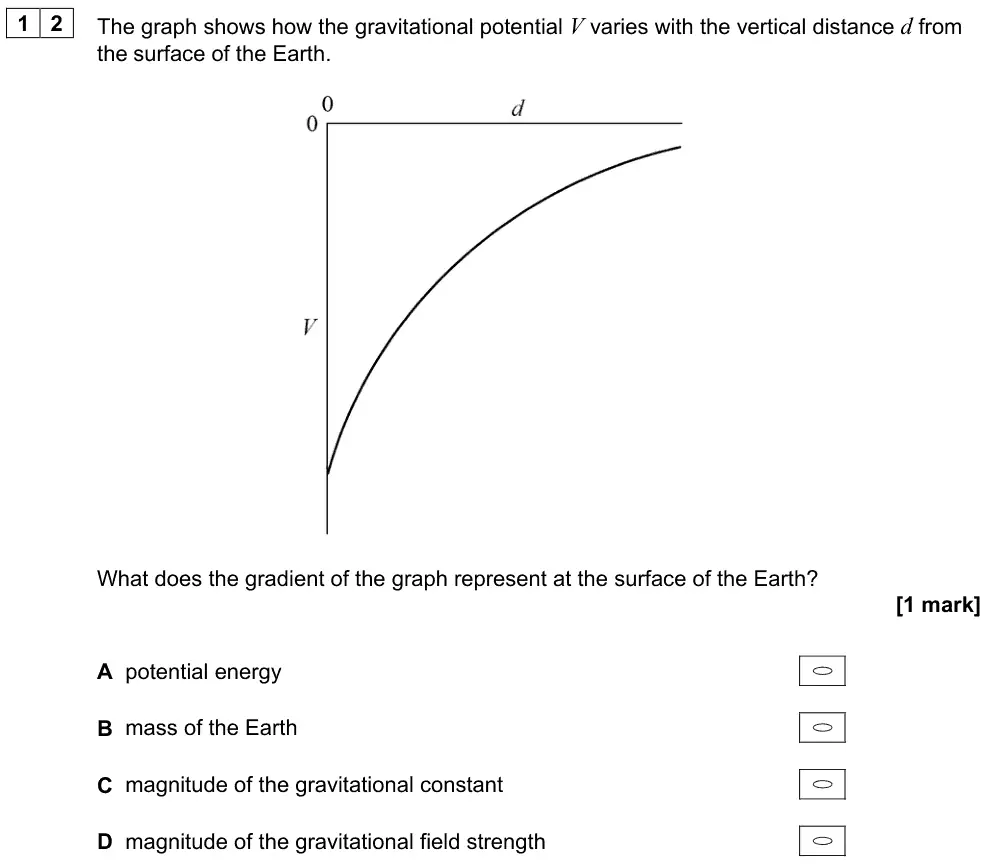 1 2 The graph shows how the gravitational potential V varies with the vertical distance d from
the surface of the Earth.
0
0 d
V
What does the gradient of the graph represent at the surface of the Earth?
[1 mark]
A potential energy
B mass of the Earth
C magnitude of the gravitational constant
D magnitude of the gravitational field strength